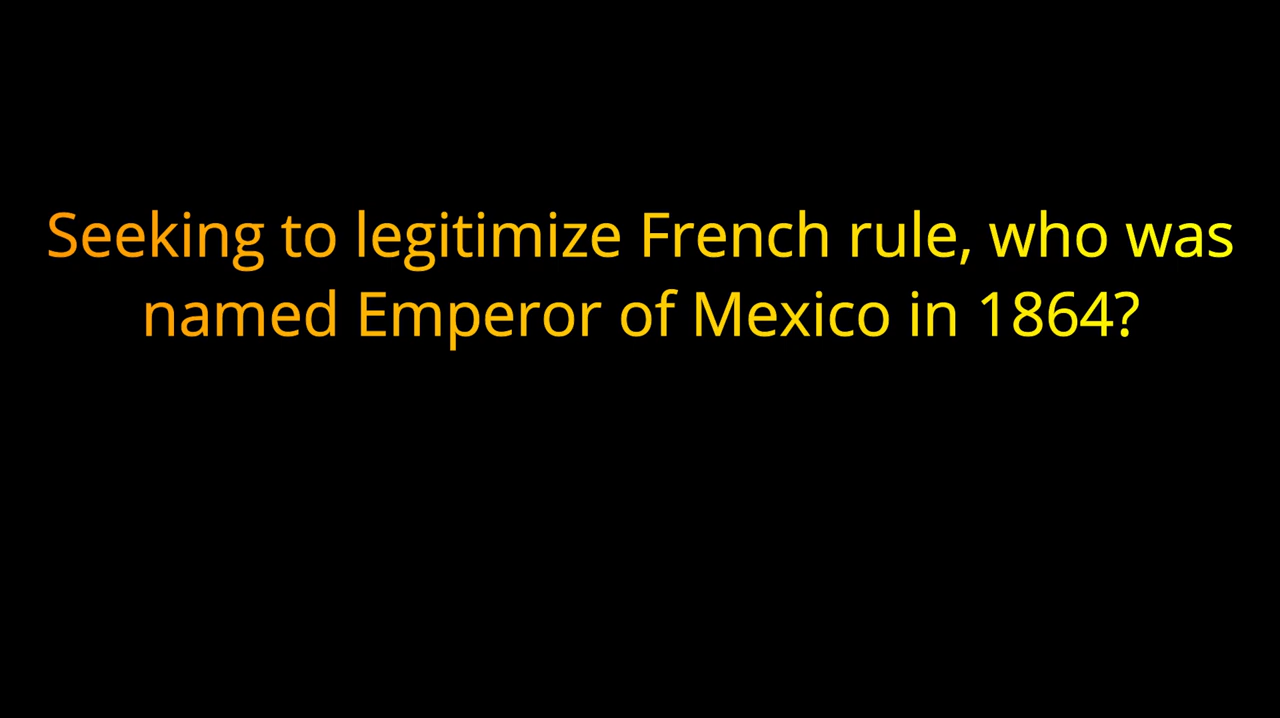 Seeking to legitimize French rule, who was
named Emperor of Mexico in 1864?